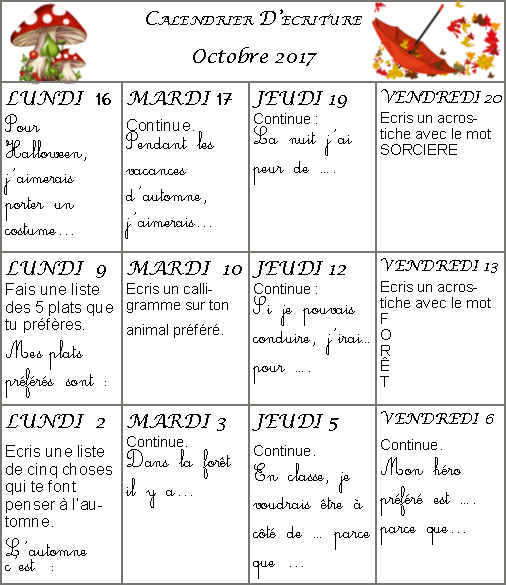 CALENDRIER D'ECRITURE
Octobre 2017
LUNDI 16
Pour
Halloween,
j'aimerais
porter un
costume...
MARDI 17
Continue.
Pendant les
vacances
d'automne,
j'aimerais...
JEUDI 19
Continue :
La nuit j'ai
peur de ....
VENDREDI 20
Ecris un acros-
tiche avec le mot
SORCIERE
LUNDI 9
Fais une liste
des 5 plats que
tu préfères.
Mes plats
préférés sont :
MARDI 10
Ecris un calli-
gramme sur ton
animal préféré.
JEUDI 12
Continue :
Si je pouvais
conduire, j'irai...
pour ....
VENDREDI 13
Ecris un acros-
tiche avec le mot
F
O
R
Ê
T
LUNDI 2
Ecris une liste
de cinq choses
qui te font
penser à l'au-
tomne.
L'automne
c'est :
MARDI 3
Continue.
Dans la forêt
il y a...
JEUDI 5
Continue.
En classe, je
voudrais être à
côté de ... parce
que ...
VENDREDI 6
Continue.
Mon héro
préféré est ....
parce que...